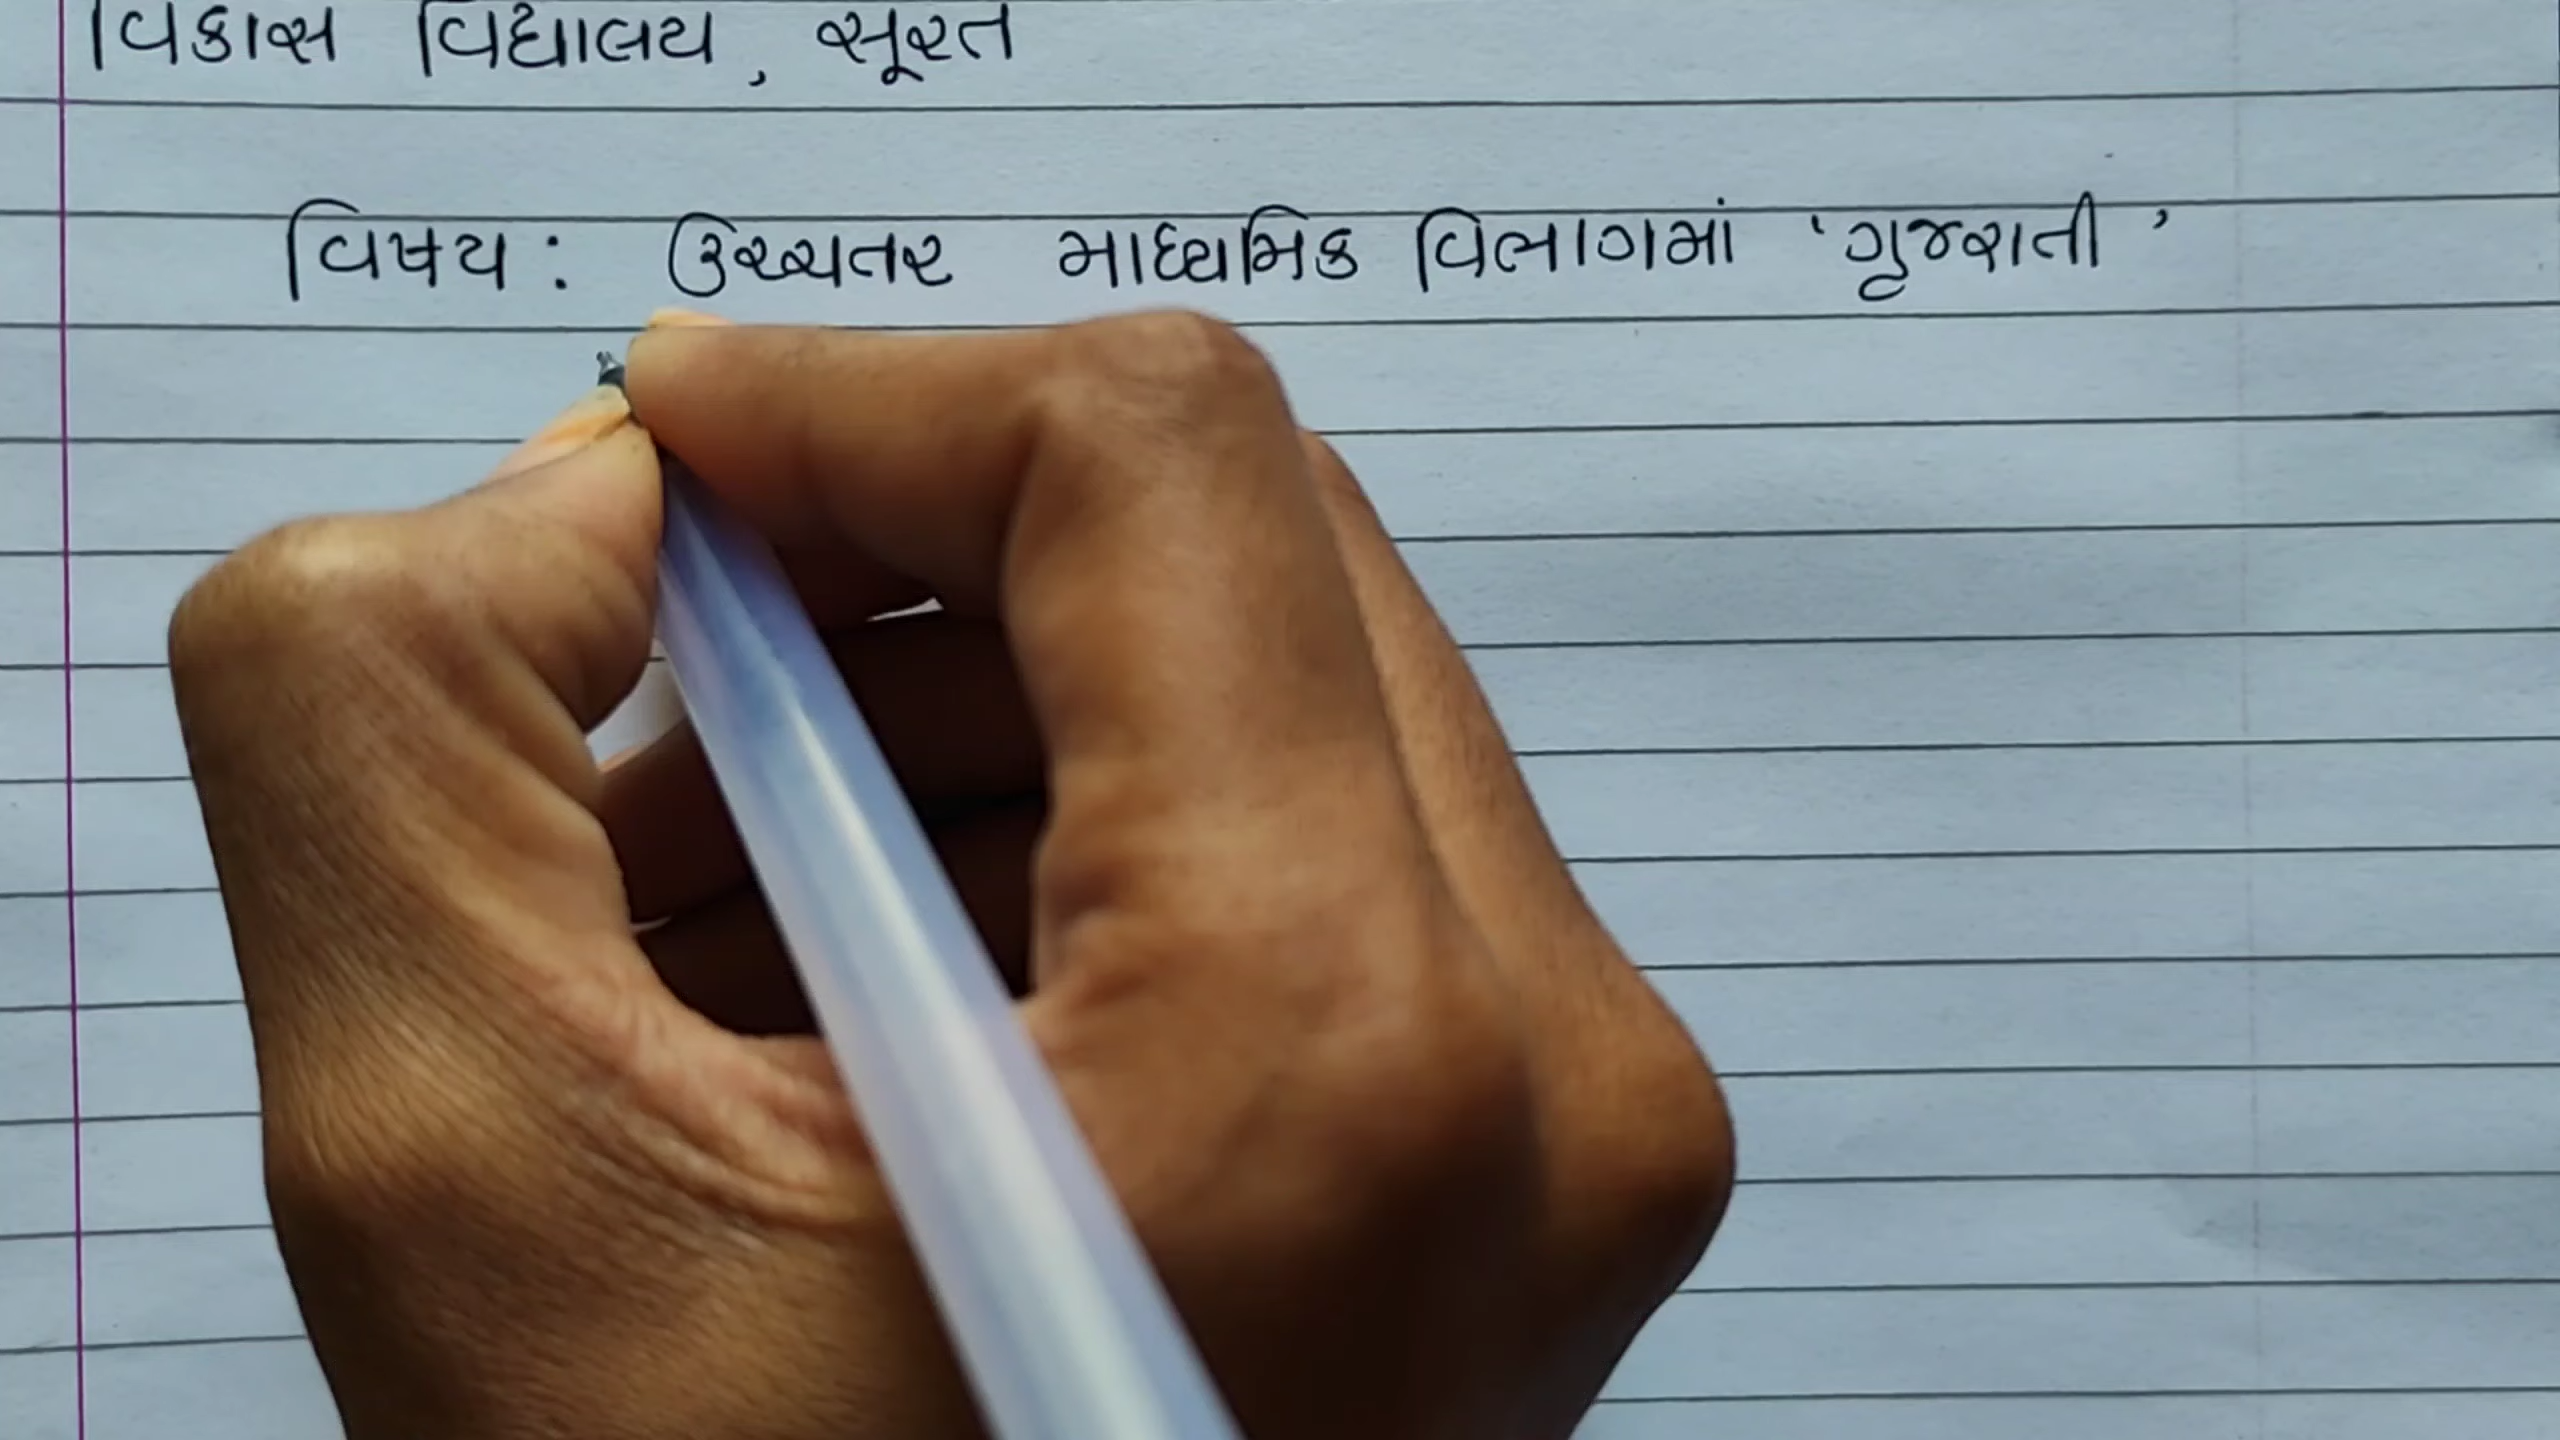 વિકાસ વિદ્યાલય, સૂરત
વિષય: ઉચ્ચતર માધ્યમિક વિભાગમાં ‘ગુજરાતી’